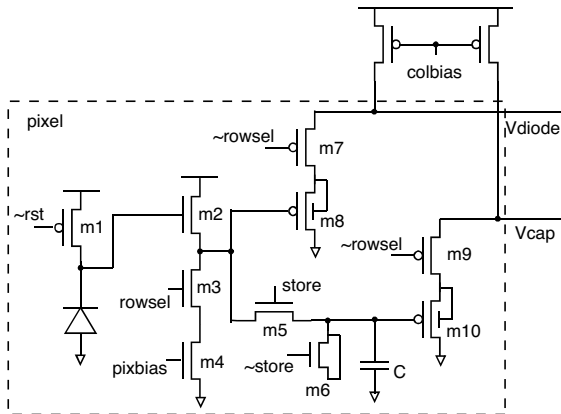 colbias
pixel
Vdiode
~rowsel
m7
~rst
m1
m2
m8
Vcap
~rowsel
m9
rowsel
m3
store
m5
m10
pixbias
m4
~store
m6
C